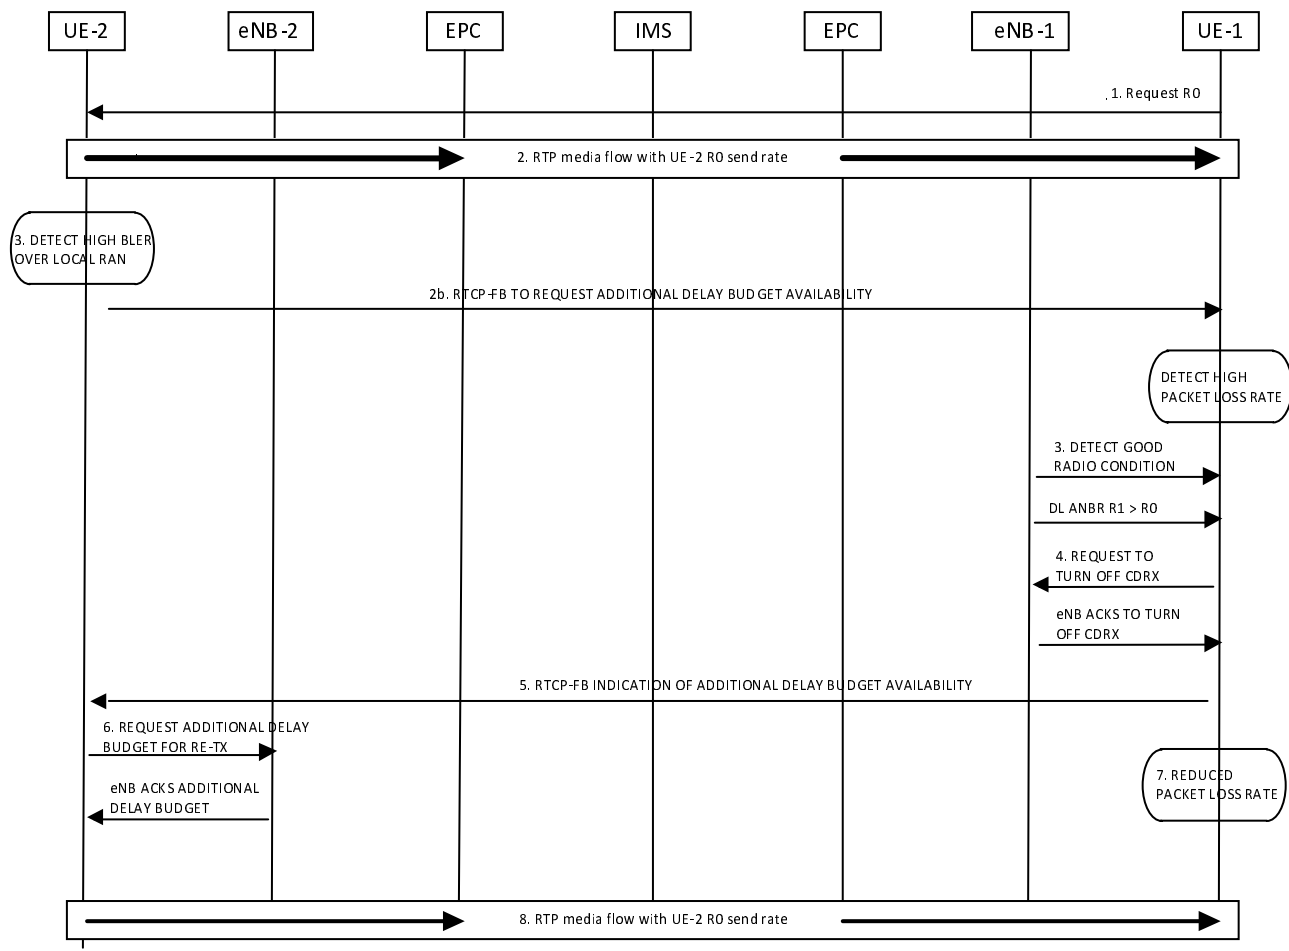 UE-2 eNB-2 EPC IMS EPC eNB-1 UE-1
. 1. Request R0
2. RTP media flow with UE-2 R0 send rate
3. DETECT HIGH BLER
OVER LOCAL RAN
2b. RTCP-FB TO REQUEST ADDITIONAL DELAY BUDGET AVAILABILITY
DETECT HIGH
PACKET LOSS RATE
3. DETECT GOOD
RADIO CONDITION
DL ANBR R1 > R0
4. REQUEST TO
TURN OFF CDRX
eNB ACKS TO TURN
OFF CDRX
5. RTCP-FB INDICATION OF ADDITIONAL DELAY BUDGET AVAILABILITY
6. REQUEST ADDITIONAL DELAY
BUDGET FOR RE-TX
eNB ACKS ADDITIONAL
DELAY BUDGET
7. REDUCED
PACKET LOSS RATE
8. RTP media flow with UE-2 R0 send rate